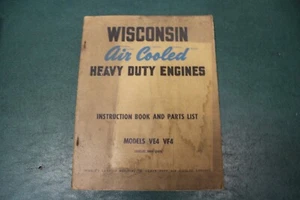 WISCONSIN
Air Cooled
HEAVY DUTY ENGINES
INSTRUCTION BOOK AND PARTS LIST
MODELS VE4 VF4